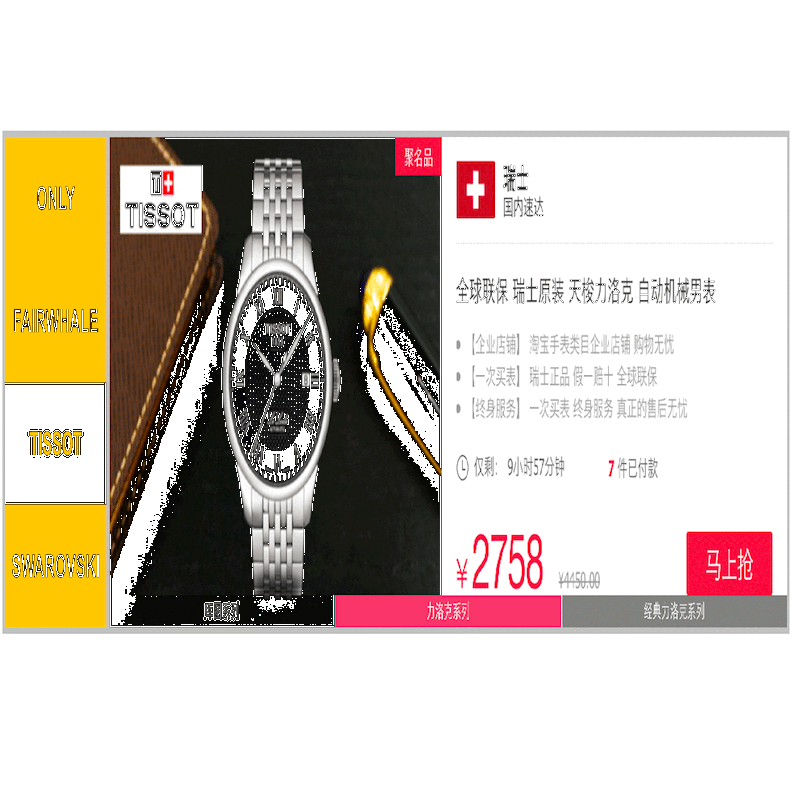 ONLY
FAIRWHALE
TISSOT
SWAROVSKI
T
TISSOT
聚名品
瑞士
国内速达
全球联保 瑞士原装 天梭力洛克 自动机械男表
•【企业店铺】 淘宝手表类目企业店铺 购物无忧
•【一次买表】 瑞士正品 假一赔十 全球联保
•【终身服务】 一次买表 终身服务 真正的售后无忧
仅剩： 9小时57分钟 7 件已付款
¥2758 ¥4450.00
马上抢
力洛克系列
经典力洛克系列